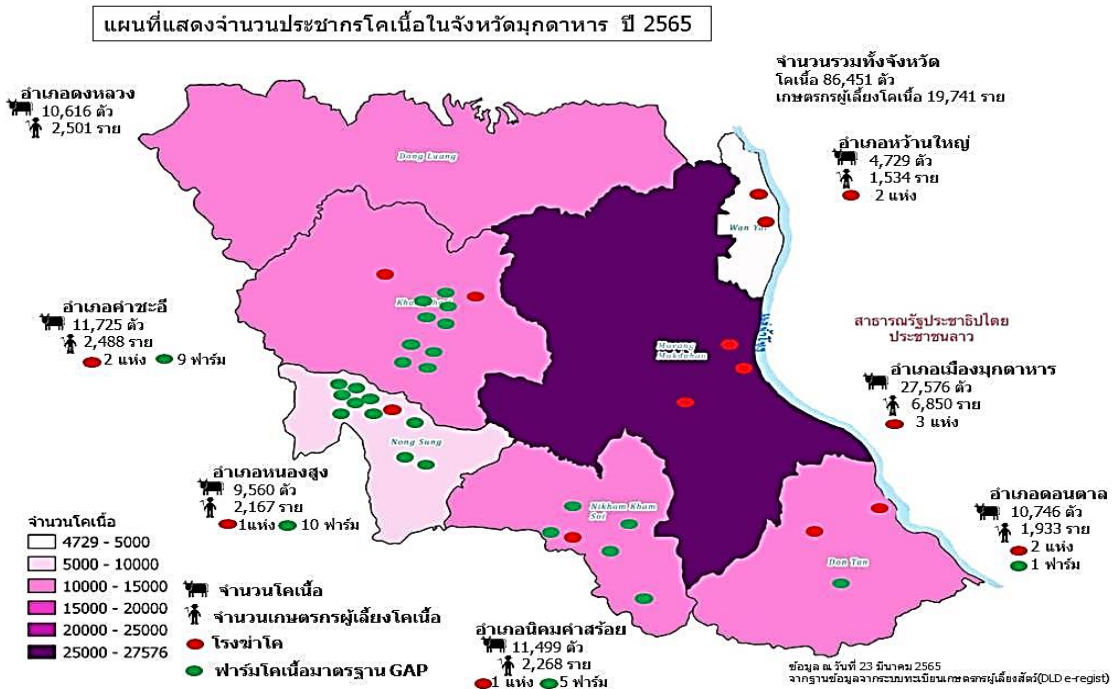 แผนที่แสดงจำนวนประชากรโคเนื้อในจังหวัดมุกดาหาร ปี 2565
จำนวนรวมทั้งจังหวัด
โคเนื้อ 86,451 ตัว
เกษตรกรผู้เลี้ยงโคเนื้อ 19,741 ราย
อำเภอดงหลวง
10,616 ตัว
2,501 ราย
อำเภอหว้านใหญ่
4,729 ตัว
1,534 ราย
2 แห่ง
Dong Luang
Wan Yai
อำเภอคำชะอี
11,725 ตัว
2,488 ราย
2 แห่ง 9 ฟาร์ม
สาธารณรัฐประชาธิปไตย
ประชาชนลาว
Mukdahan
อำเภอเมืองมุกดาหาร
27,576 ตัว
6,850 ราย
3 แห่ง
Nong Sung
อำเภอหนองสูง
9,560 ตัว
2,167 ราย
1แห่ง 10 ฟาร์ม
Nikham Kham
Soi
Don Tan
อำเภอดอนตาล
10,746 ตัว
1,933 ราย
2 แห่ง
1 ฟาร์ม
จำนวนโคเนื้อ
4729 - 5000
5000 - 10000
10000 - 15000
15000 - 20000
20000 - 25000
25000 - 27576
จำนวนโคเนื้อ
จำนวนเกษตรกรผู้เลี้ยงโคเนื้อ
โรงฆ่าโค
ฟาร์มโคเนื้อมาตรฐาน GAP
อำเภอนิคมคำสร้อย
11,499 ตัว
2,268 ราย
1 แห่ง 5 ฟาร์ม
ข้อมูล ณ วันที่ 23 มีนาคม 2565
จากฐานข้อมูลจากระบบทะเบียนเกษตรกรผู้เลี้ยงสัตว์(DLD e-regist)